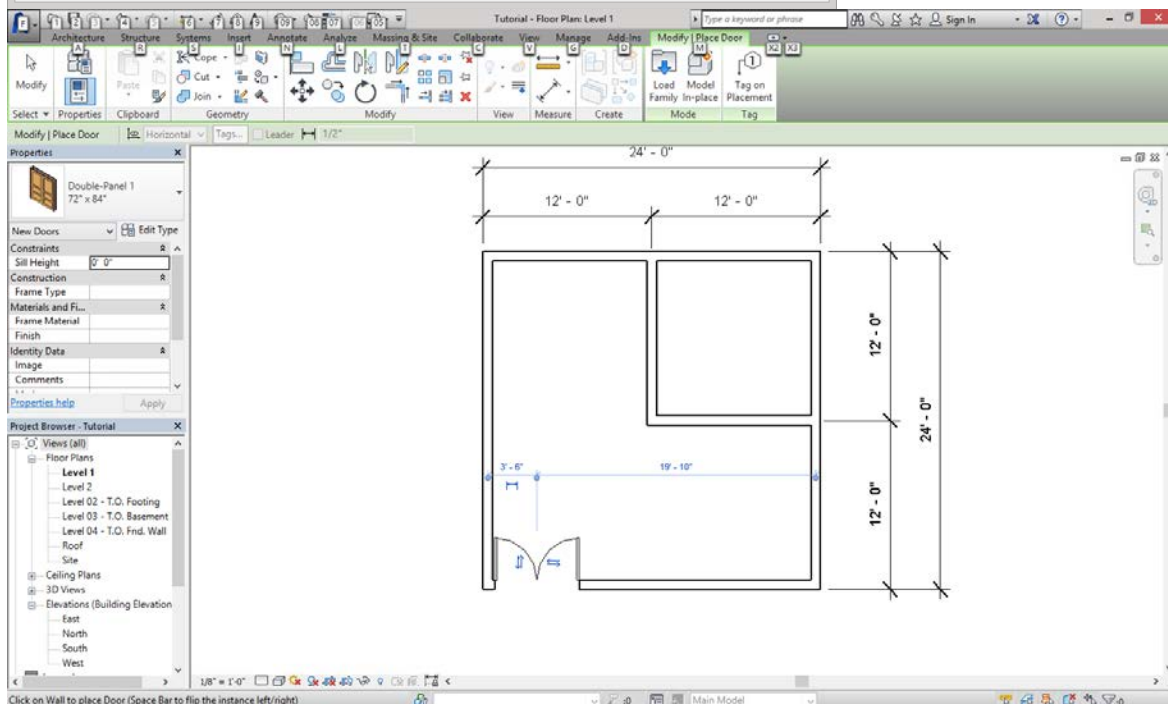 Tutorial - Floor Plan: Level 1
Type a keyword or phrase
Sign In
Architecture Structure Systems Insert Annotate Analyze Massing & Site Collaborate View Manage Add-Ins Modify | Place Door
Modify
Paste
Cope
Cut
Join
Load Family
Model In-place
Tag on Placement
Select Properties Clipboard Geometry Modify View Measure Create Mode Tag
Modify | Place Door Horizontal Tags... Leader 1/2"
Properties
Double-Panel 1
72" x 84"
New Doors Edit Type
Constraints
Sill Height 0' 0"
Construction
Frame Type
Materials and Fi...
Frame Material
Finish
Identity Data
Image
Comments
Properties help Apply
Project Browser - Tutorial
Views (all)
Floor Plans
Level 1
Level 2
Level 02 - T.O. Footing
Level 03 - T.O. Basement
Level 04 - T.O. Fnd. Wall
Roof
Site
Ceiling Plans
3D Views
Elevations (Building Elevation
East
North
South
West
24' - 0"
12' - 0" 12' - 0"
12' - 0"
24' - 0"
12' - 0"
3' - 6" 19' - 10"
1/8" = 1'-0"
Click on Wall to place Door (Space Bar to flip the instance left/right)
:0 Main Model :0